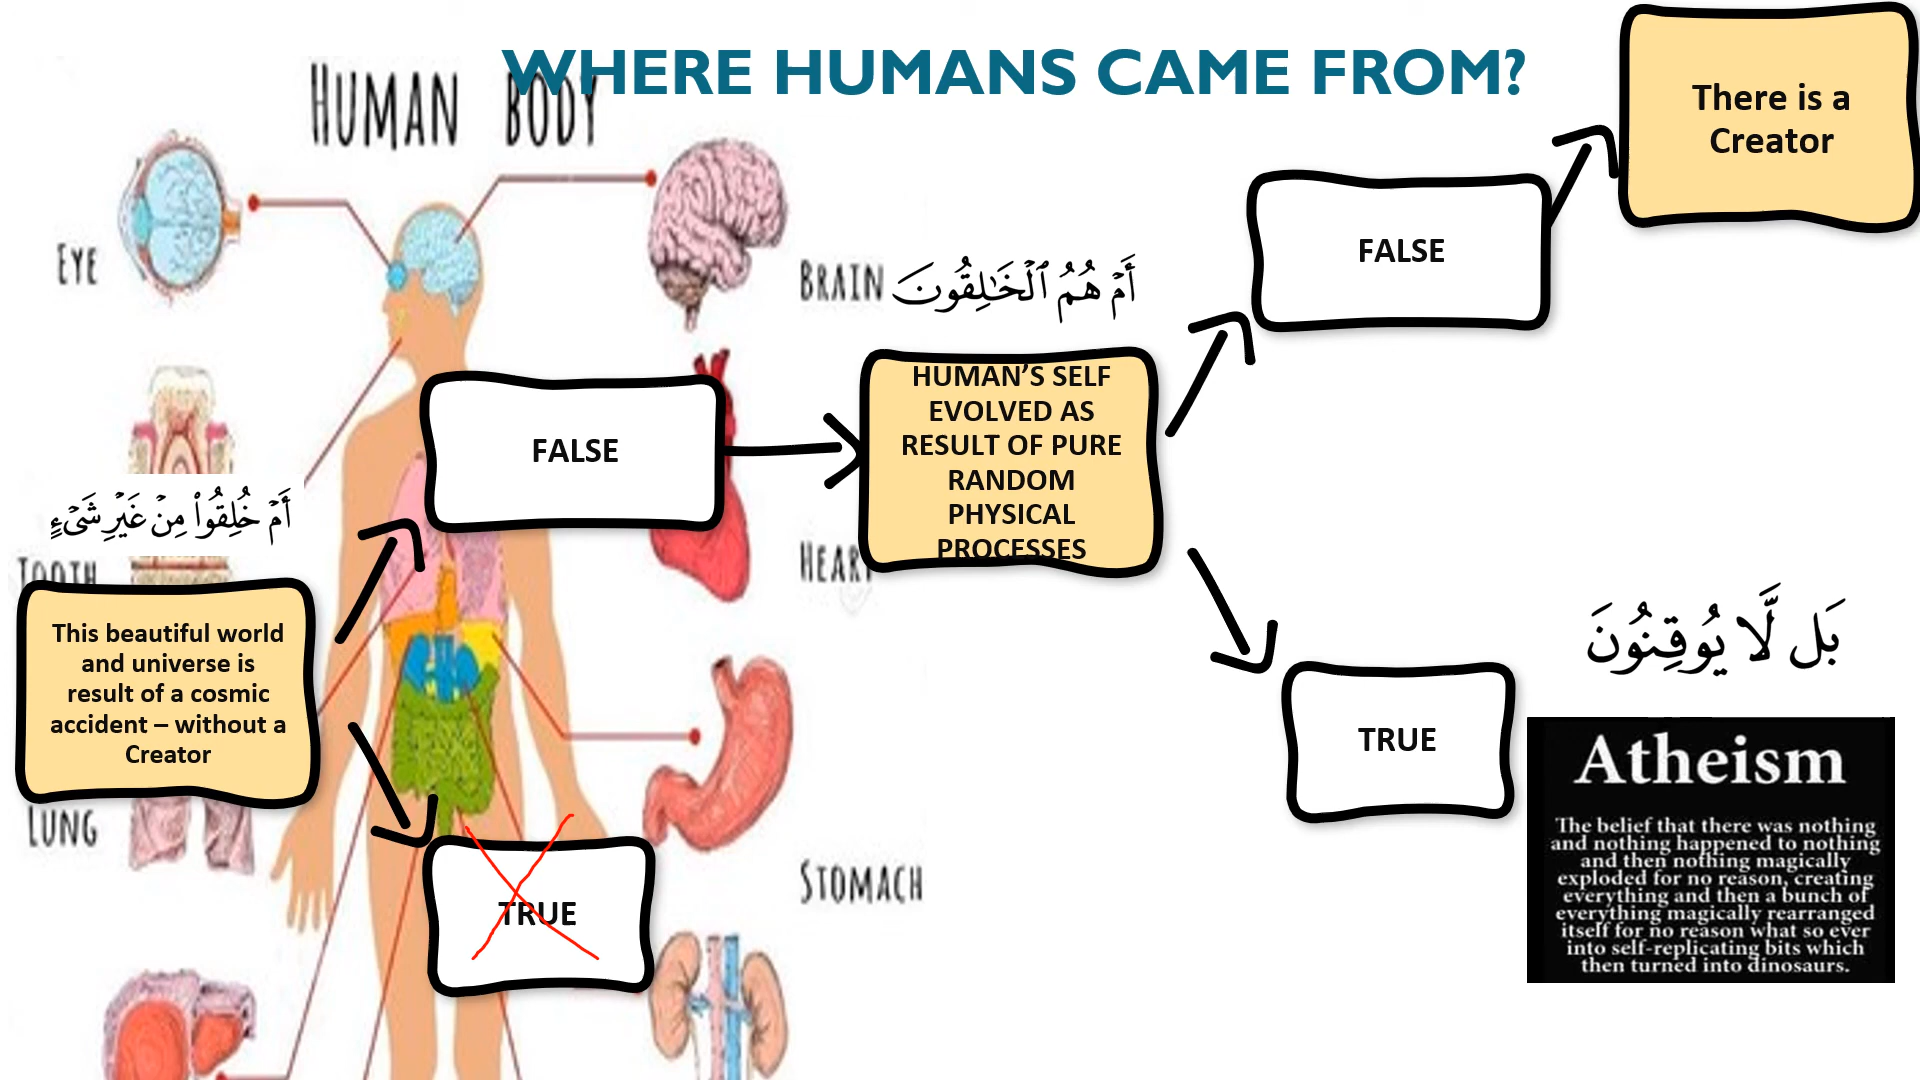 WHERE HUMANS CAME FROM?
HUMAN BODY
There is a
Creator
FALSE
EYE
BRAIN
أَمْ هُمُ ٱلْخَـٰلِقُونَ
HUMAN’S SELF
EVOLVED AS
RESULT OF PURE
RANDOM
PHYSICAL
PROCESSES
FALSE
أَمْ خُلِقُوا۟ مِنْ غَيْرِ شَىْءٍ
TOOTH
HEART
This beautiful world
and universe is
result of a cosmic
accident – without a
Creator
بَل لَّا يُوقِنُونَ
TRUE
LUNG
STOMACH
TRUE
Atheism
The belief that there was nothing
and nothing happened to nothing
and then nothing magically
exploded for no reason, creating
everything and then a bunch of
everything magically rearranged
itself for no reason what so ever
into self-replicating bits which
then turned into dinosaurs.